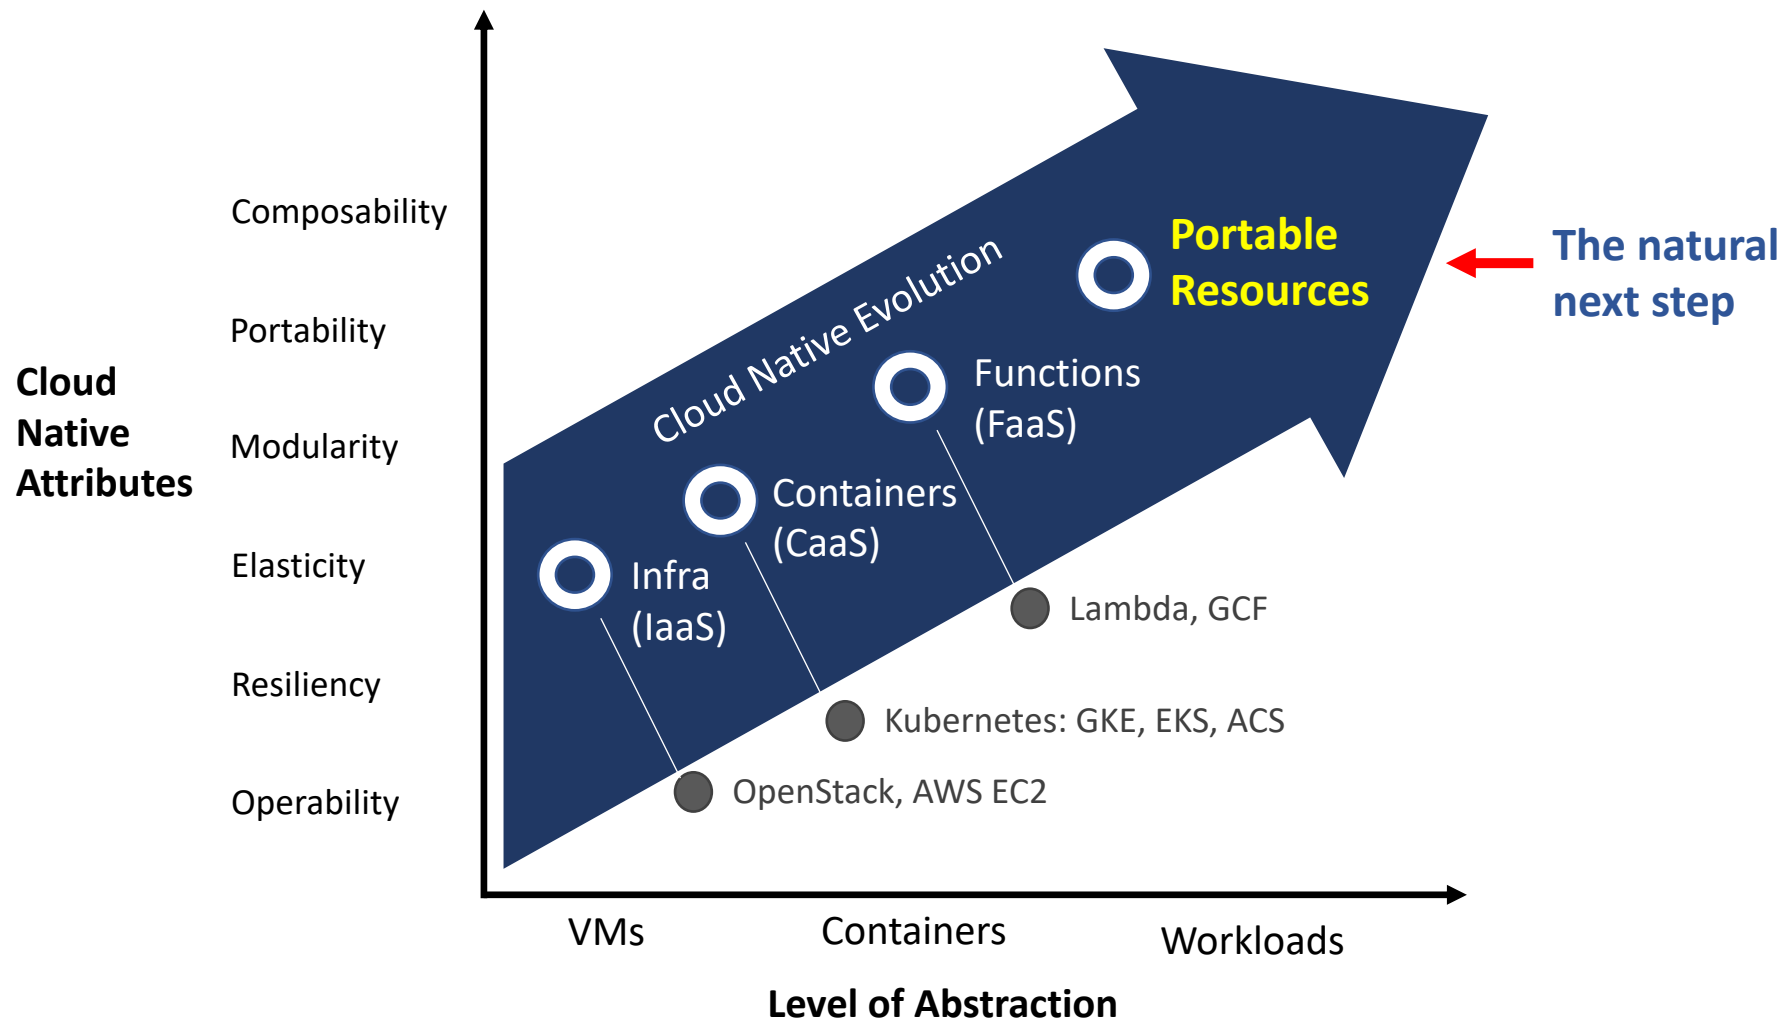 Composability
Portability
Modularity
Elasticity
Resiliency
Operability
Cloud
Native
Attributes
Cloud Native Evolution
Portable
Resources
Functions
(FaaS)
Containers
(CaaS)
Infra
(IaaS)
The natural
next step
Lambda, GCF
Kubernetes: GKE, EKS, ACS
OpenStack, AWS EC2
VMs
Containers
Workloads
Level of Abstraction